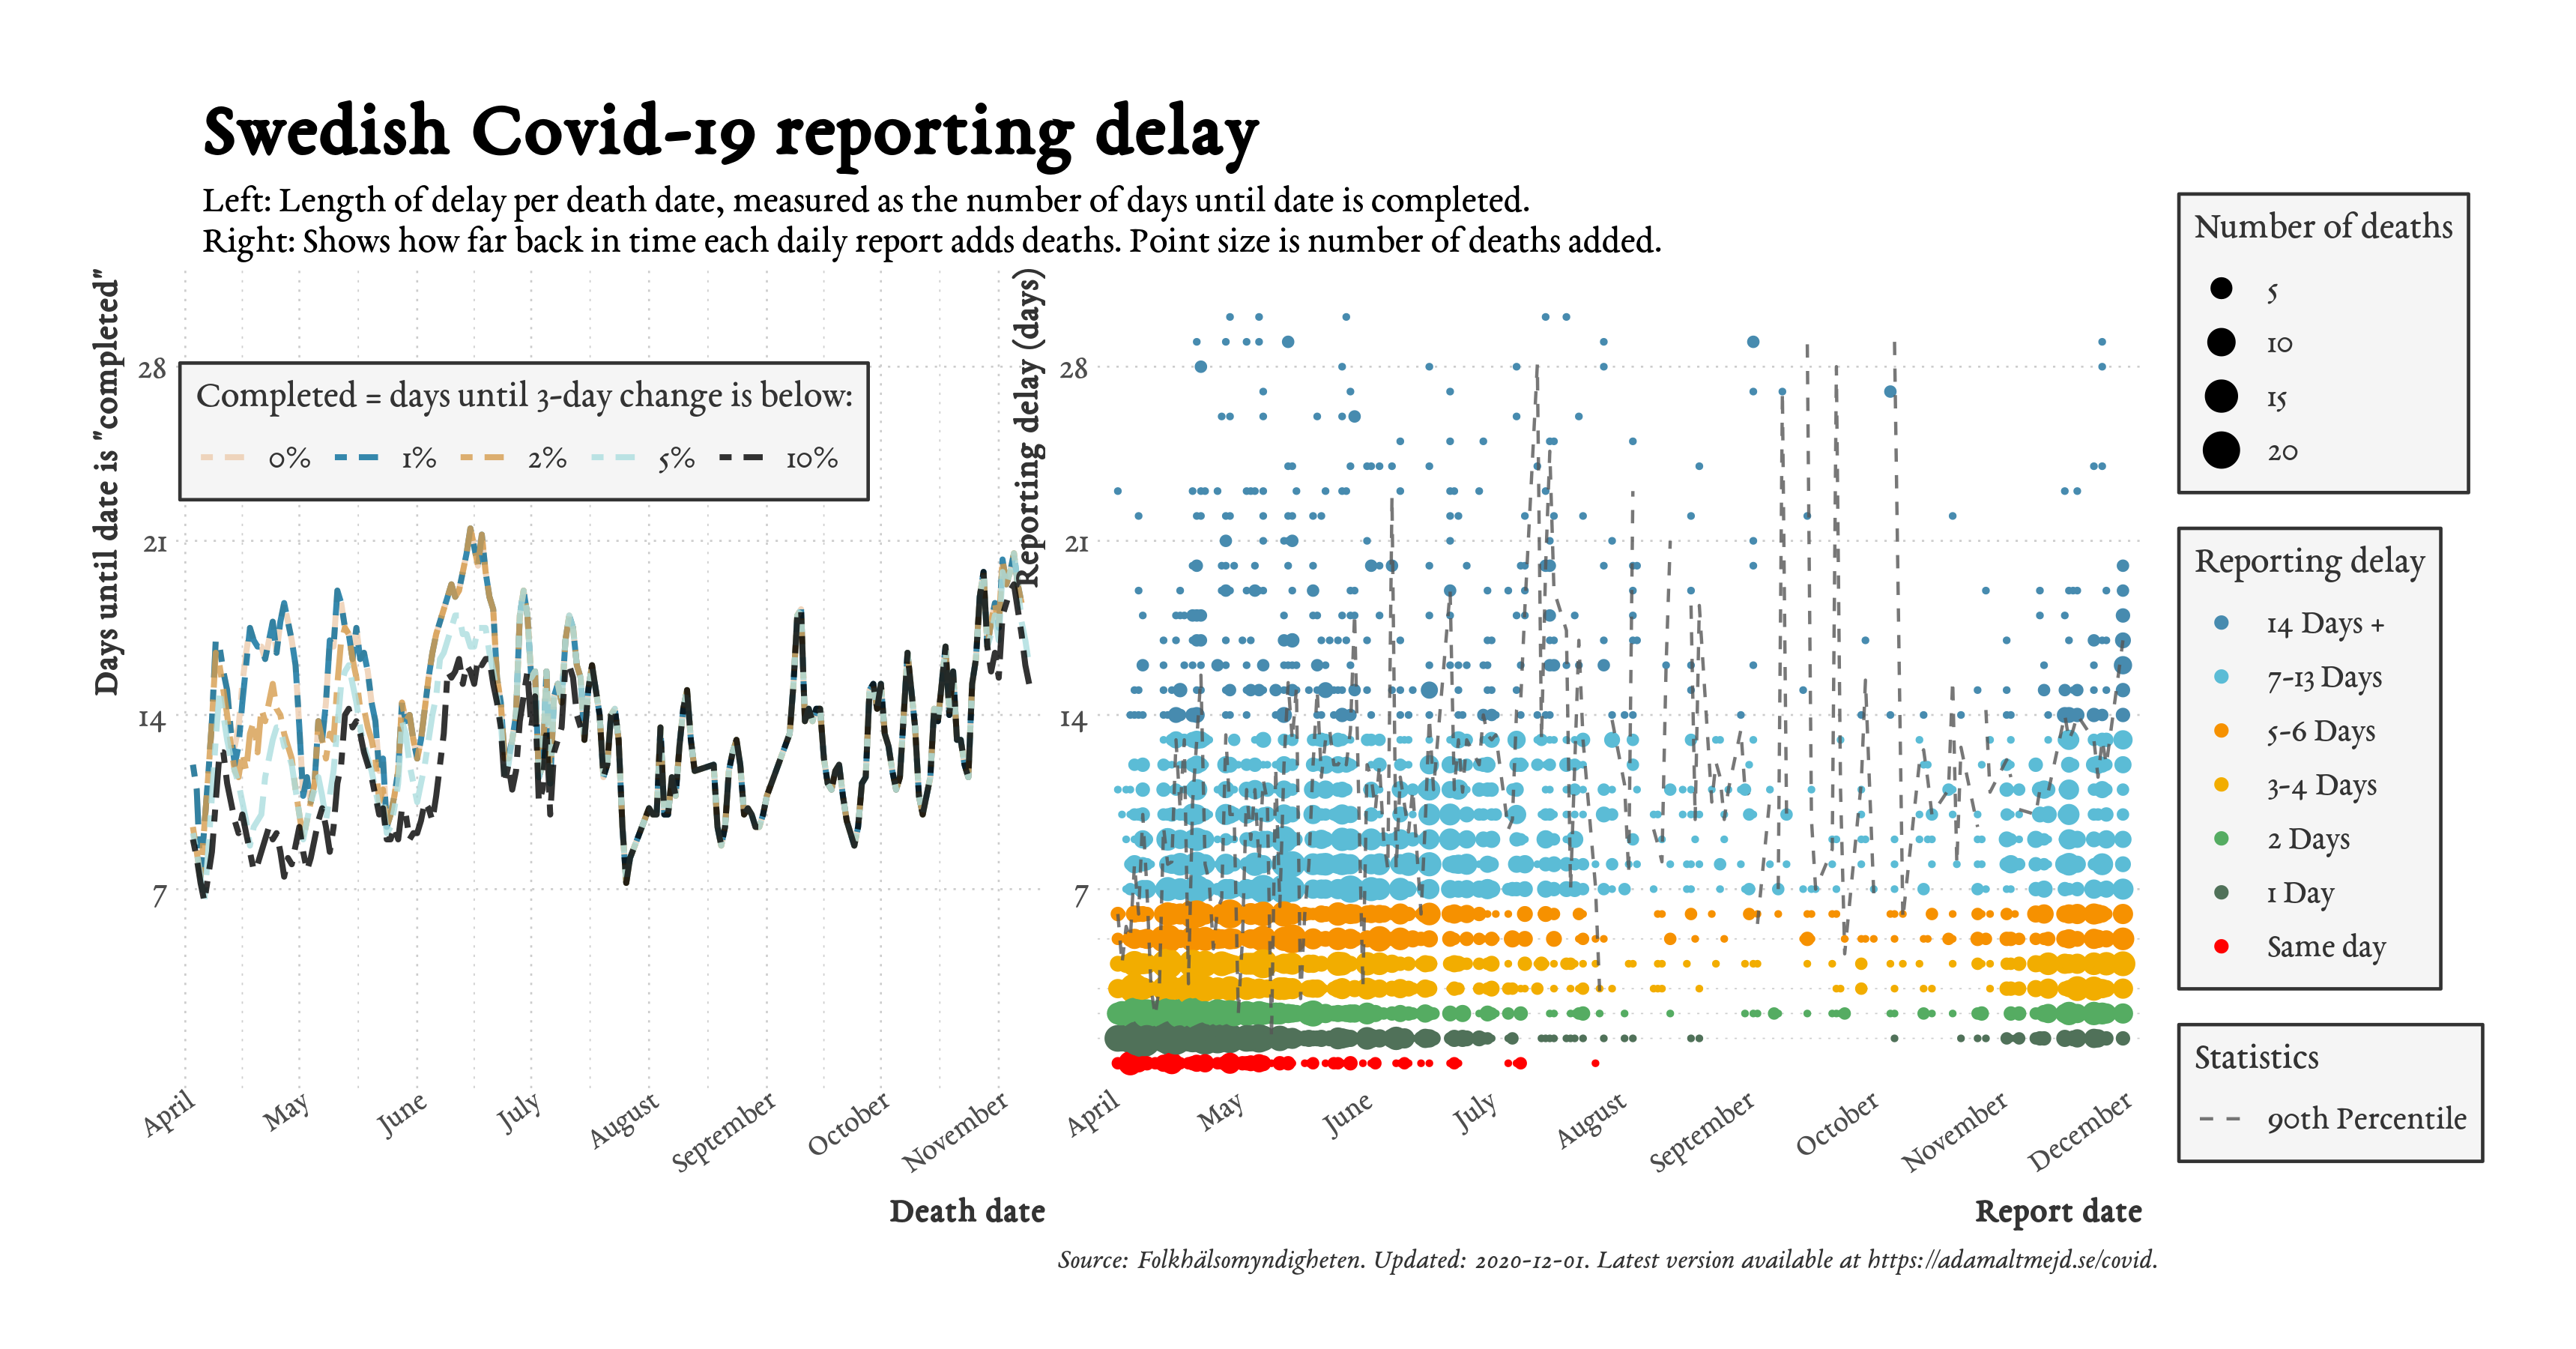 Swedish Covid-19 reporting delay
Left: Length of delay per death date, measured as the number of days until date is completed.
Right: Shows how far back in time each daily report adds deaths. Point size is number of deaths added.
Days until date is "completed"
28
21
14
7
Completed = days until 3-day change is below:
0% 1% 2% 5% 10%
April May June July August September October November
Death date
Reporting delay (days)
28
21
14
7
April May June July August September October November December
Report date
Number of deaths
5
10
15
20
Reporting delay
14 Days +
7-13 Days
5-6 Days
3-4 Days
2 Days
1 Day
Same day
Statistics
90th Percentile
Source: Folkhälsomyndigheten. Updated: 2020-12-01. Latest version available at https://adamaltmejd.se/covid.